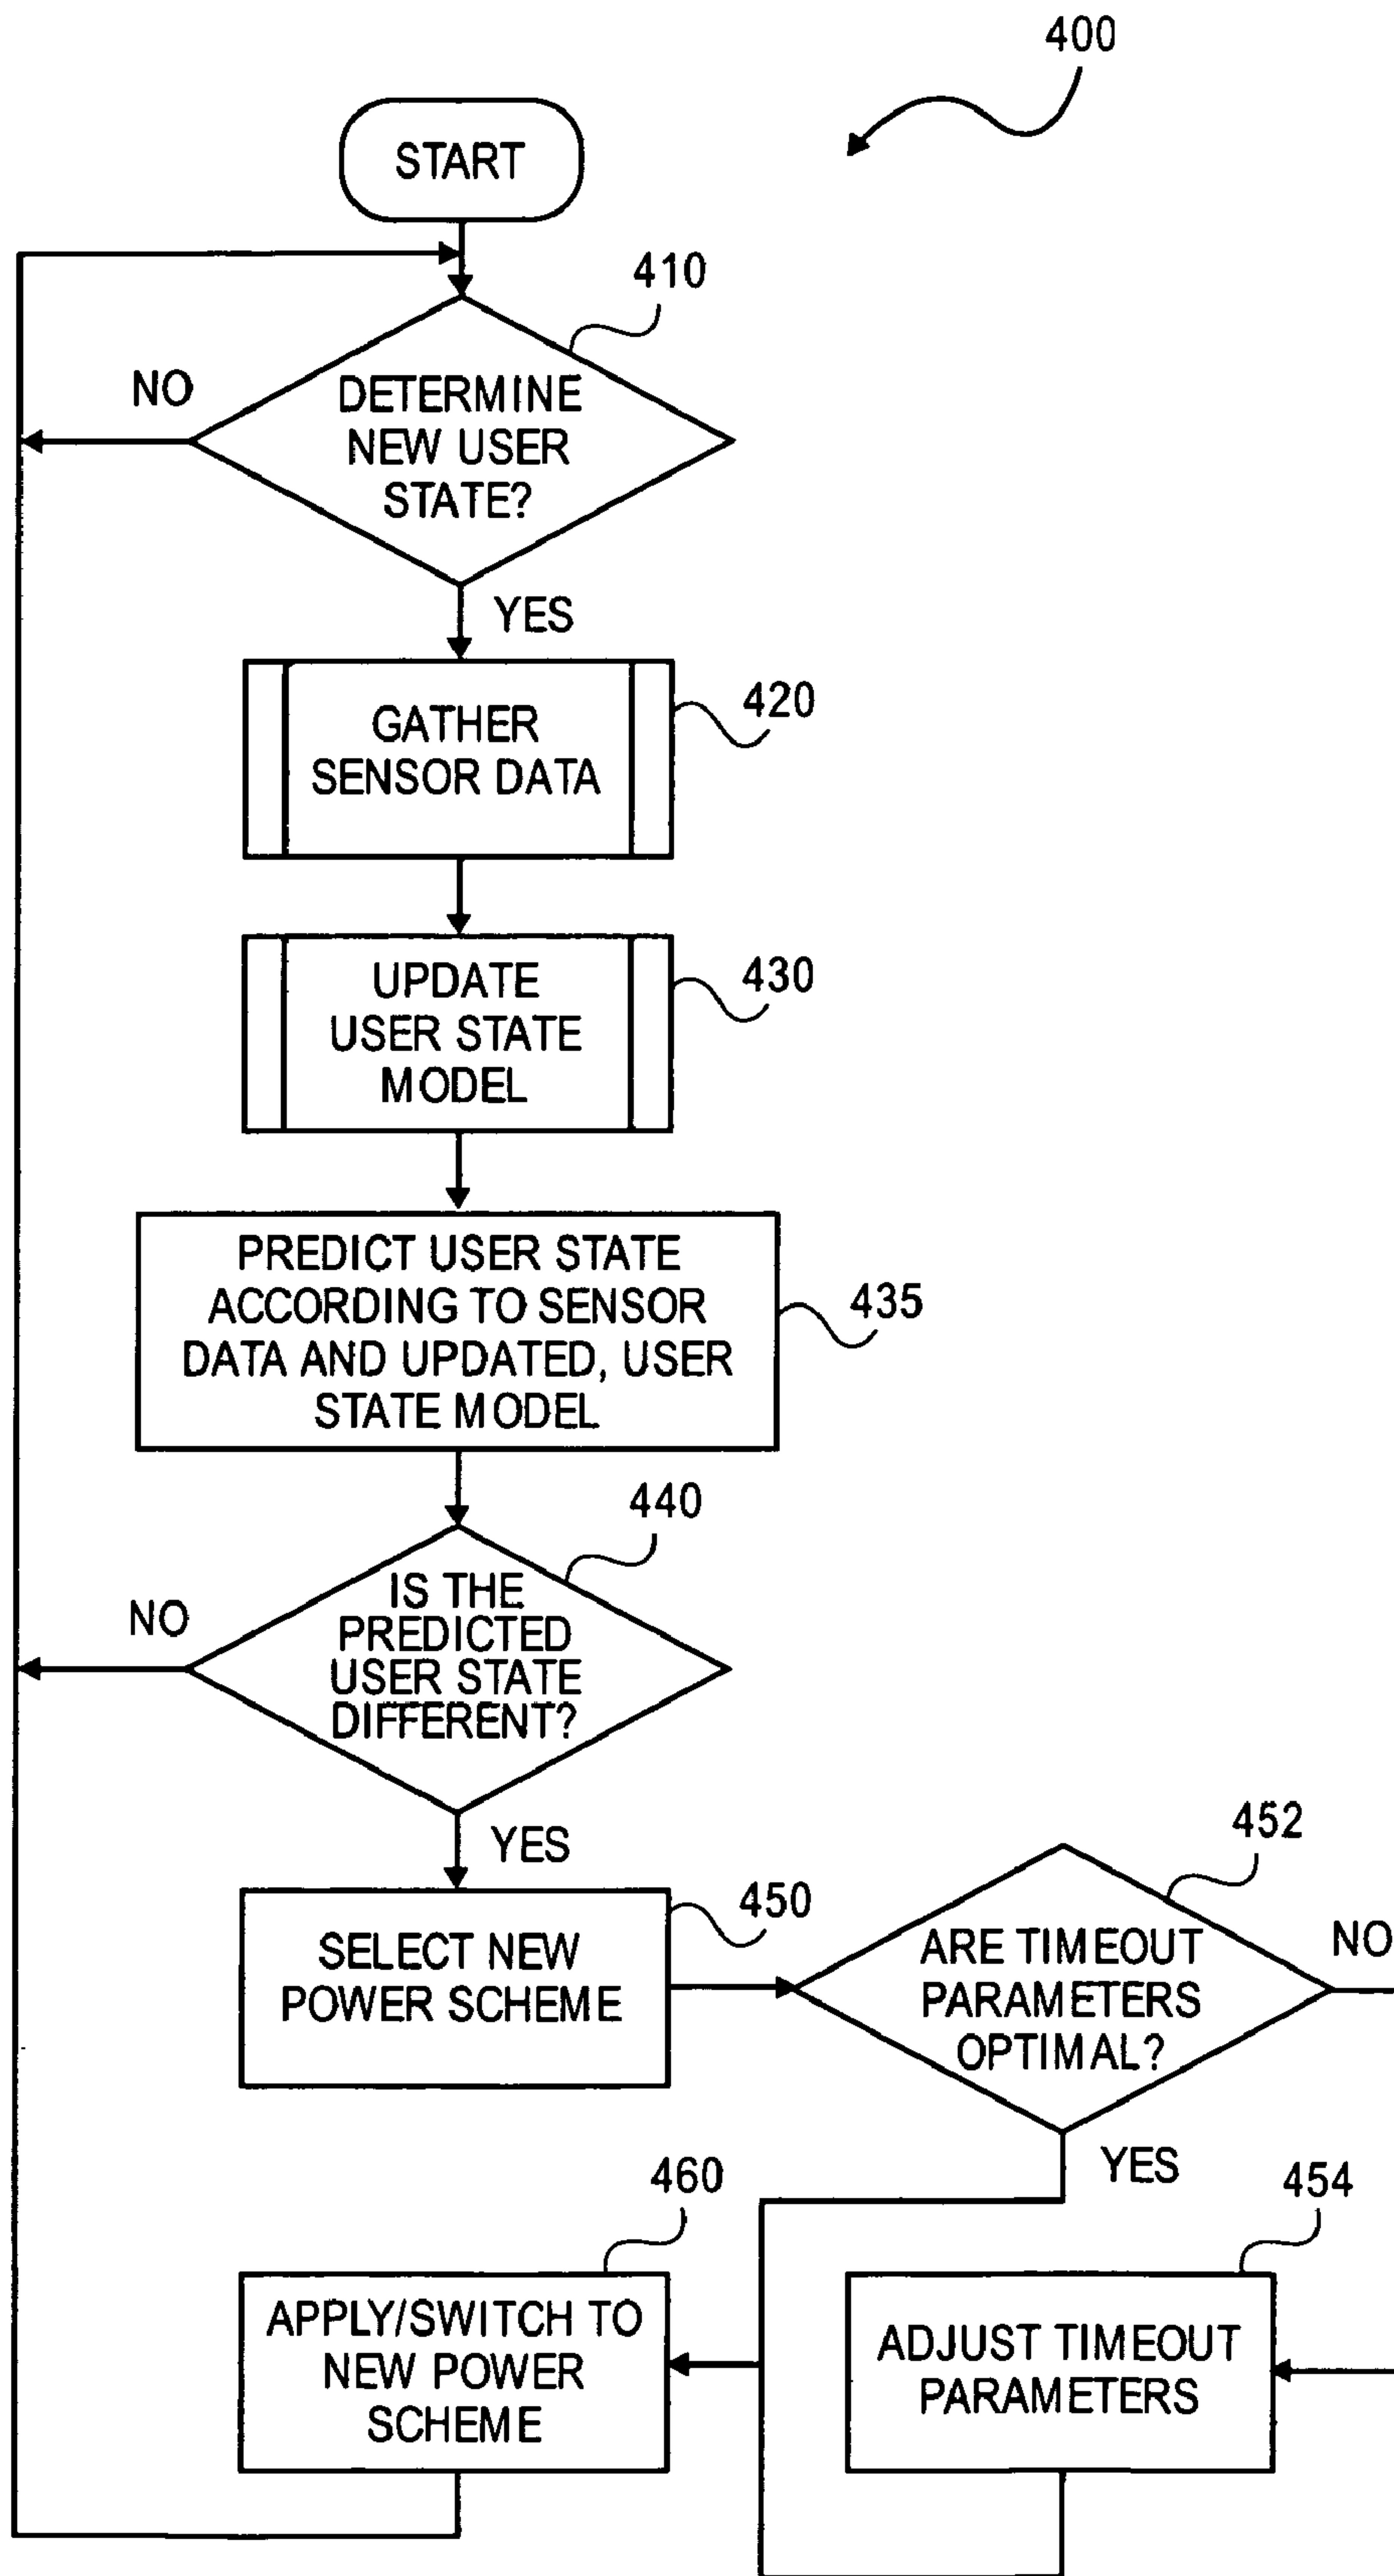 400
START
410
NO
DETERMINE
NEW USER
STATE?
YES
420
GATHER
SENSOR DATA
430
UPDATE
USER STATE
MODEL
435
PREDICT USER STATE
ACCORDING TO SENSOR
DATA AND UPDATED, USER
STATE MODEL
440
NO
IS THE
PREDICTED
USER STATE
DIFFERENT?
YES
450
SELECT NEW
POWER SCHEME
452
ARE TIMEOUT
PARAMETERS
OPTIMAL?
NO
YES
460
APPLY/SWITCH TO
NEW POWER
SCHEME
454
ADJUST TIMEOUT
PARAMETERS